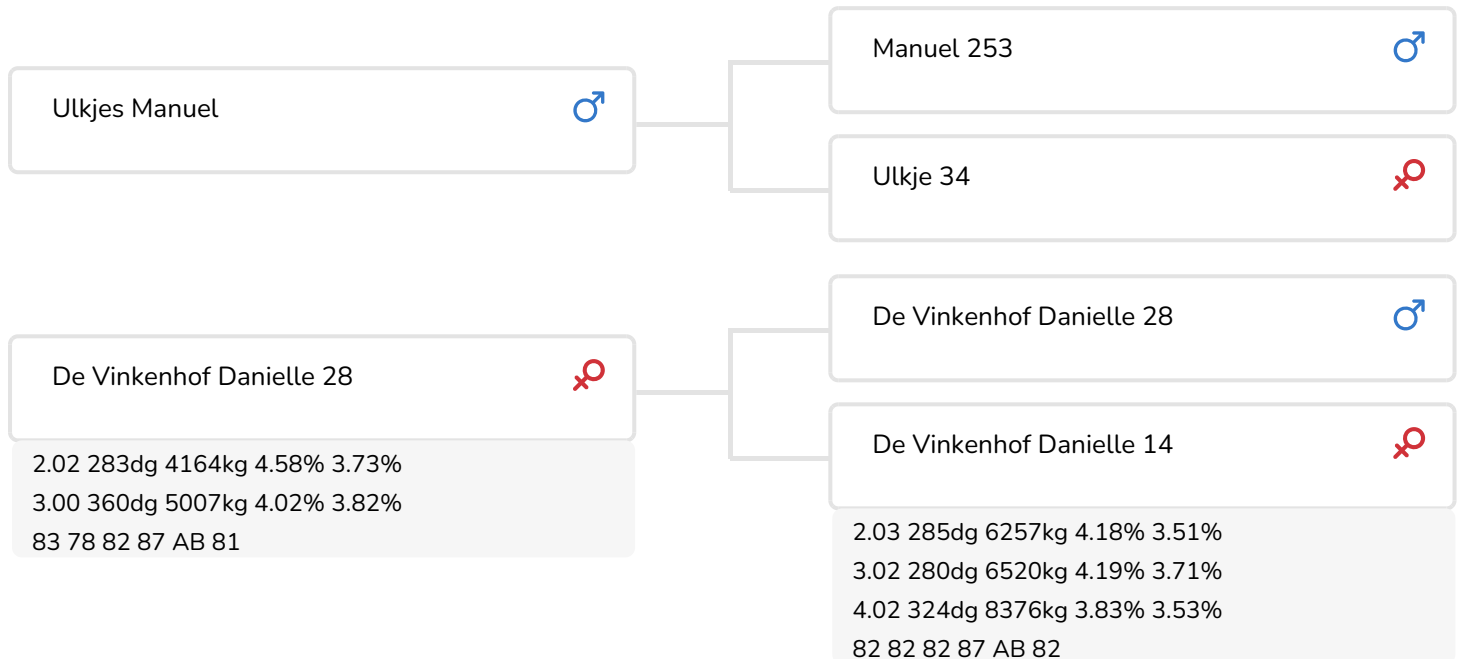 Ulkjes Manuel
Manuel 253
Ulkje 34
De Vinkenhof Danielle 28
2.02 283dg 4164kg 4.58% 3.73%
3.00 360dg 5007kg 4.02% 3.82%
83 78 82 87 AB 81
De Vinkenhof Danielle 28
De Vinkenhof Danielle 14
2.03 285dg 6257kg 4.18% 3.51%
3.02 280dg 6520kg 4.19% 3.71%
4.02 324dg 8376kg 3.83% 3.53%
82 82 82 87 AB 82